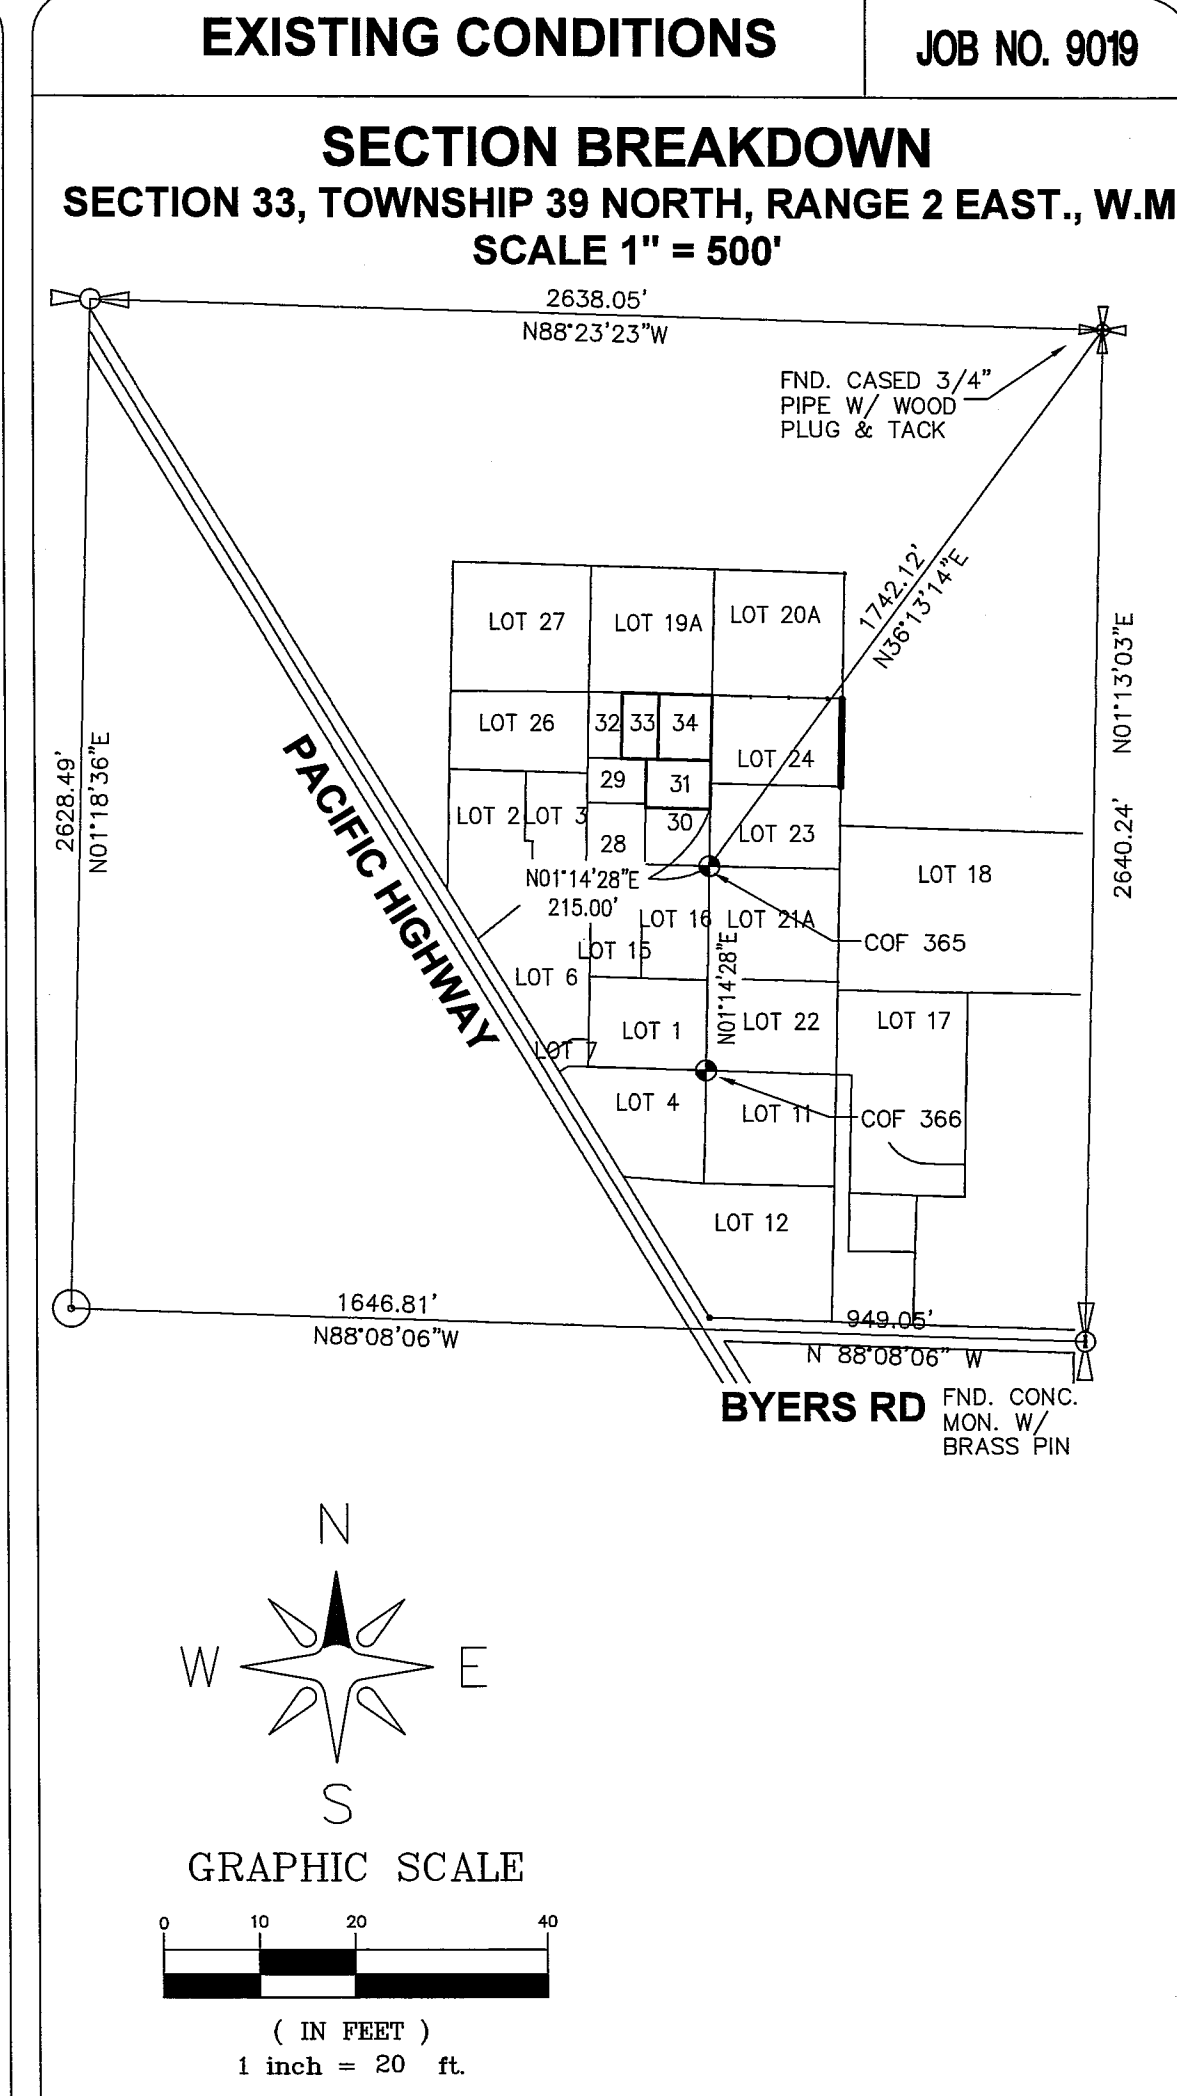 EXISTING CONDITIONS
JOB NO. 9019
SECTION BREAKDOWN
SECTION 33, TOWNSHIP 39 NORTH, RANGE 2 EAST., W.M
SCALE 1" = 500'
2638.05'
N88°23'23"W
FND. CASED 3/4"
PIPE W/ WOOD
PLUG & TACK
1742.12'
N36°13'14"E
N01°13'03"E
2640.24'
2628.49'
N01°18'36"E
PACIFIC HIGHWAY
LOT 27
LOT 19A
LOT 20A
LOT 26
32
33
34
LOT 24
29
31
LOT 2
LOT 3
30
LOT 23
28
LOT 18
N01°14'28"E
215.00'
LOT 16
LOT 21A
COF 365
LOT 15
LOT 6
N01°14'28"E
LOT 1
LOT 22
LOT 17
LOT 7
LOT 4
LOT 11
COF 366
LOT 12
1646.81'
N88°08'06"W
949.05'
N 88°08'06" W
BYERS RD
FND. CONC.
MON. W/
BRASS PIN
N
W
E
S
GRAPHIC SCALE
0 10 20 40
( IN FEET )
1 inch = 20 ft.